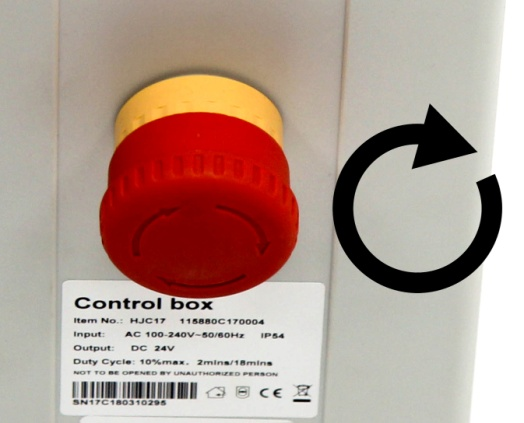 Control box
Item No.: HJC17 115880C170004
Input: AC 100-240V~50/60Hz IP54
Output: DC 24V
Duty Cycle: 10%max. 2mins/18mins
NOT TO BE OPENED BY UNAUTHORIZED PERSON
CE
SN17C180310295